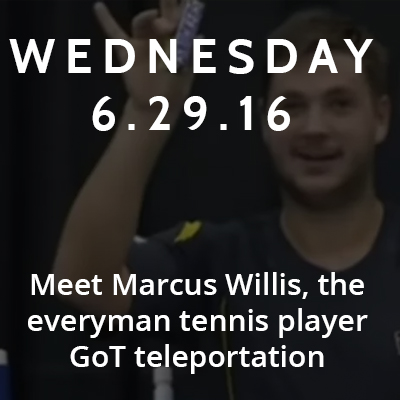 WEDNESDAY
6.29.16
Meet Marcus Willis, the
everyman tennis player
GoT teleportation